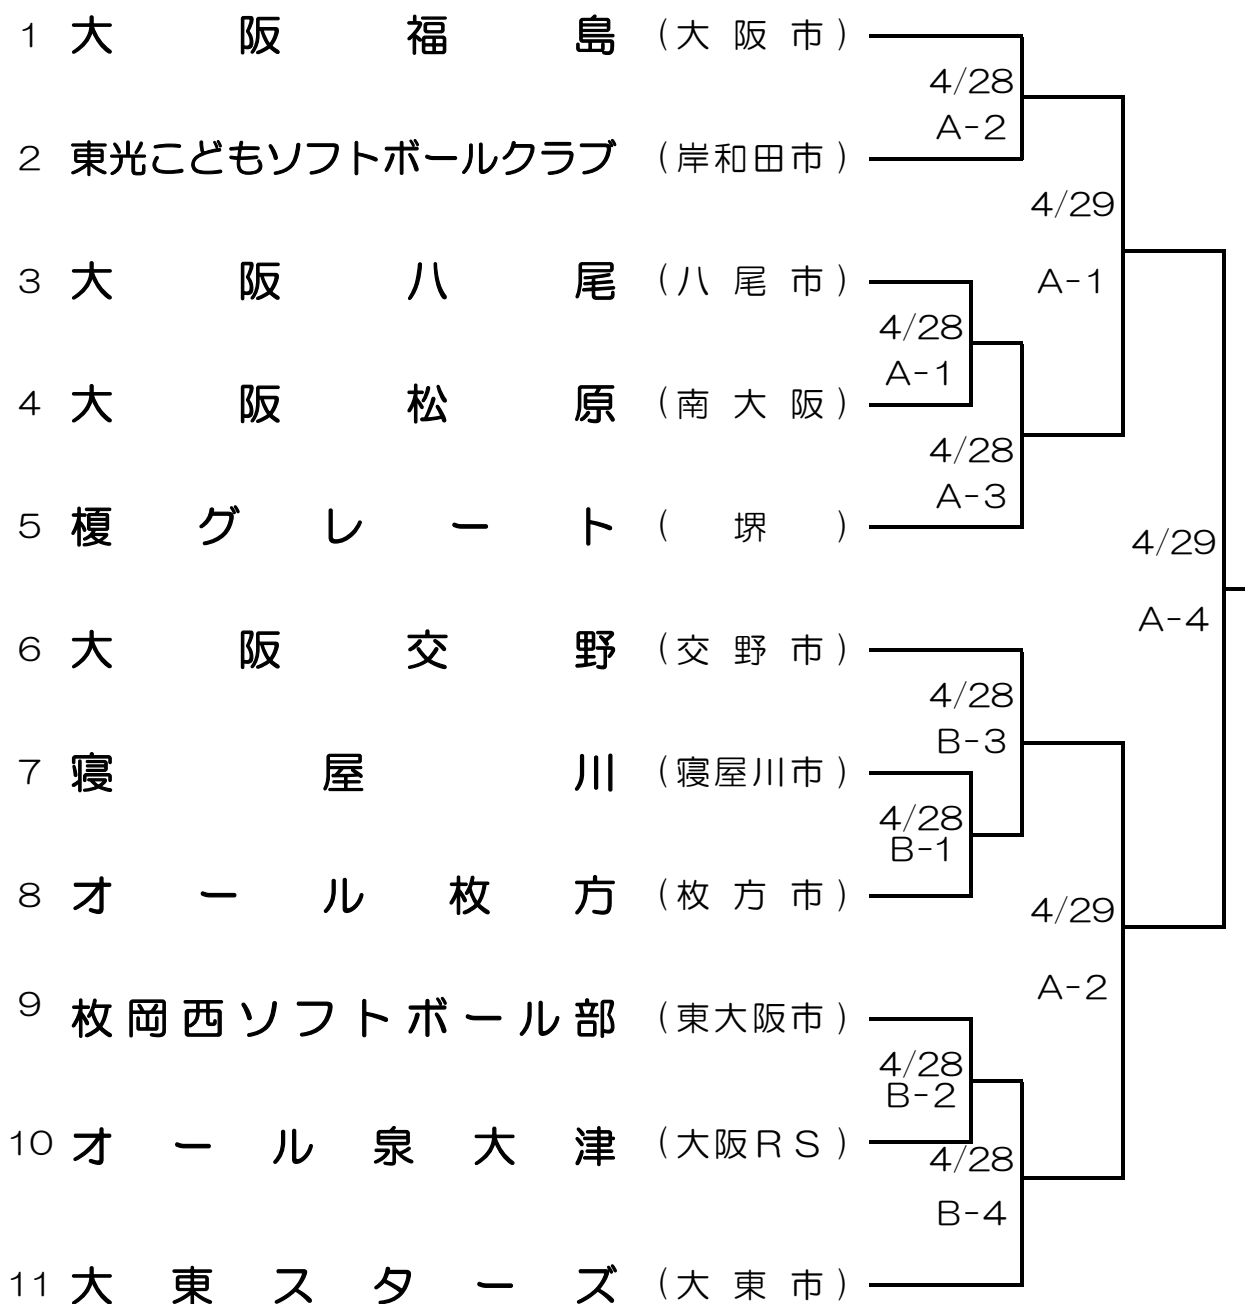 1 大阪福島 (大阪市)
4/28
A-2
2 東光こどもソフトボールクラブ (岸和田市)
4/29
3 大阪八尾 (八尾市)
A-1
4/28
A-1
4 大阪松原 (南大阪)
4/28
A-3
5 榎グレート (堺)
4/29
A-4
6 大阪交野 (交野市)
4/28
B-3
7 寝屋川 (寝屋川市)
4/28
B-1
8 オール枚方 (枚方市)
4/29
A-2
9 枚岡西ソフトボール部 (東大阪市)
4/28
B-2
10 オール泉大津 (大阪RS)
4/28
B-4
11 大東スターズ (大東市)